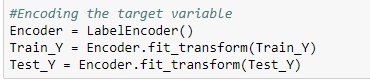 #Encoding the target variable
Encoder = LabelEncoder()
Train_Y = Encoder.fit_transform(Train_Y)
Test_Y = Encoder.fit_transform(Test_Y)